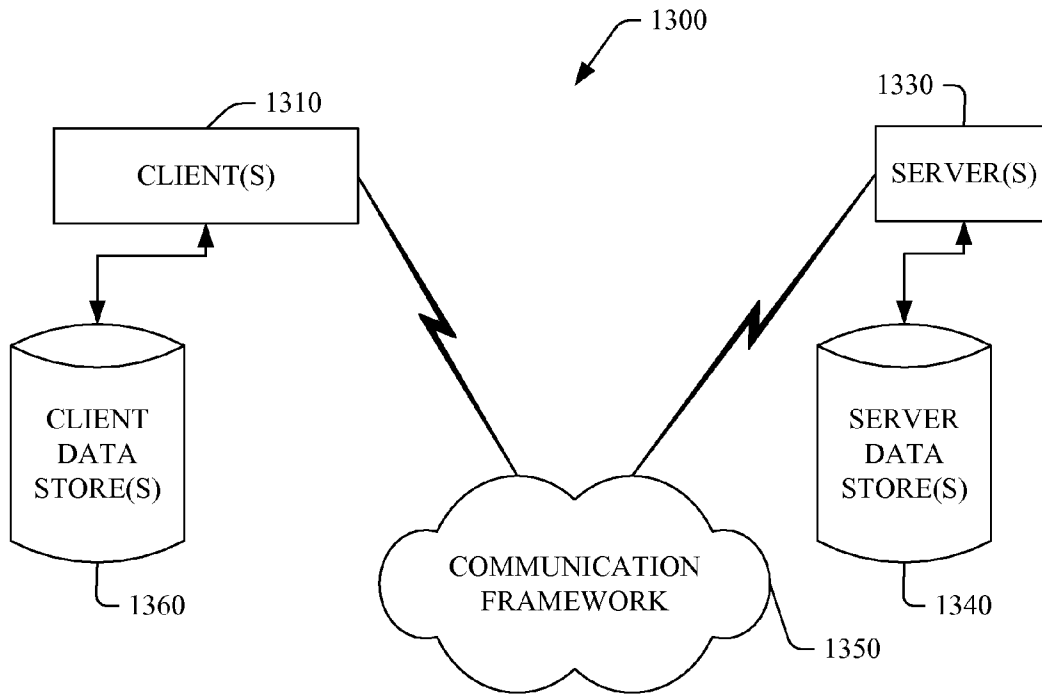 1300
1310
1330
CLIENT(S)
SERVER(S)
CLIENT
DATA
STORE(S)
SERVER
DATA
STORE(S)
COMMUNICATION
FRAMEWORK
1360
1340
1350